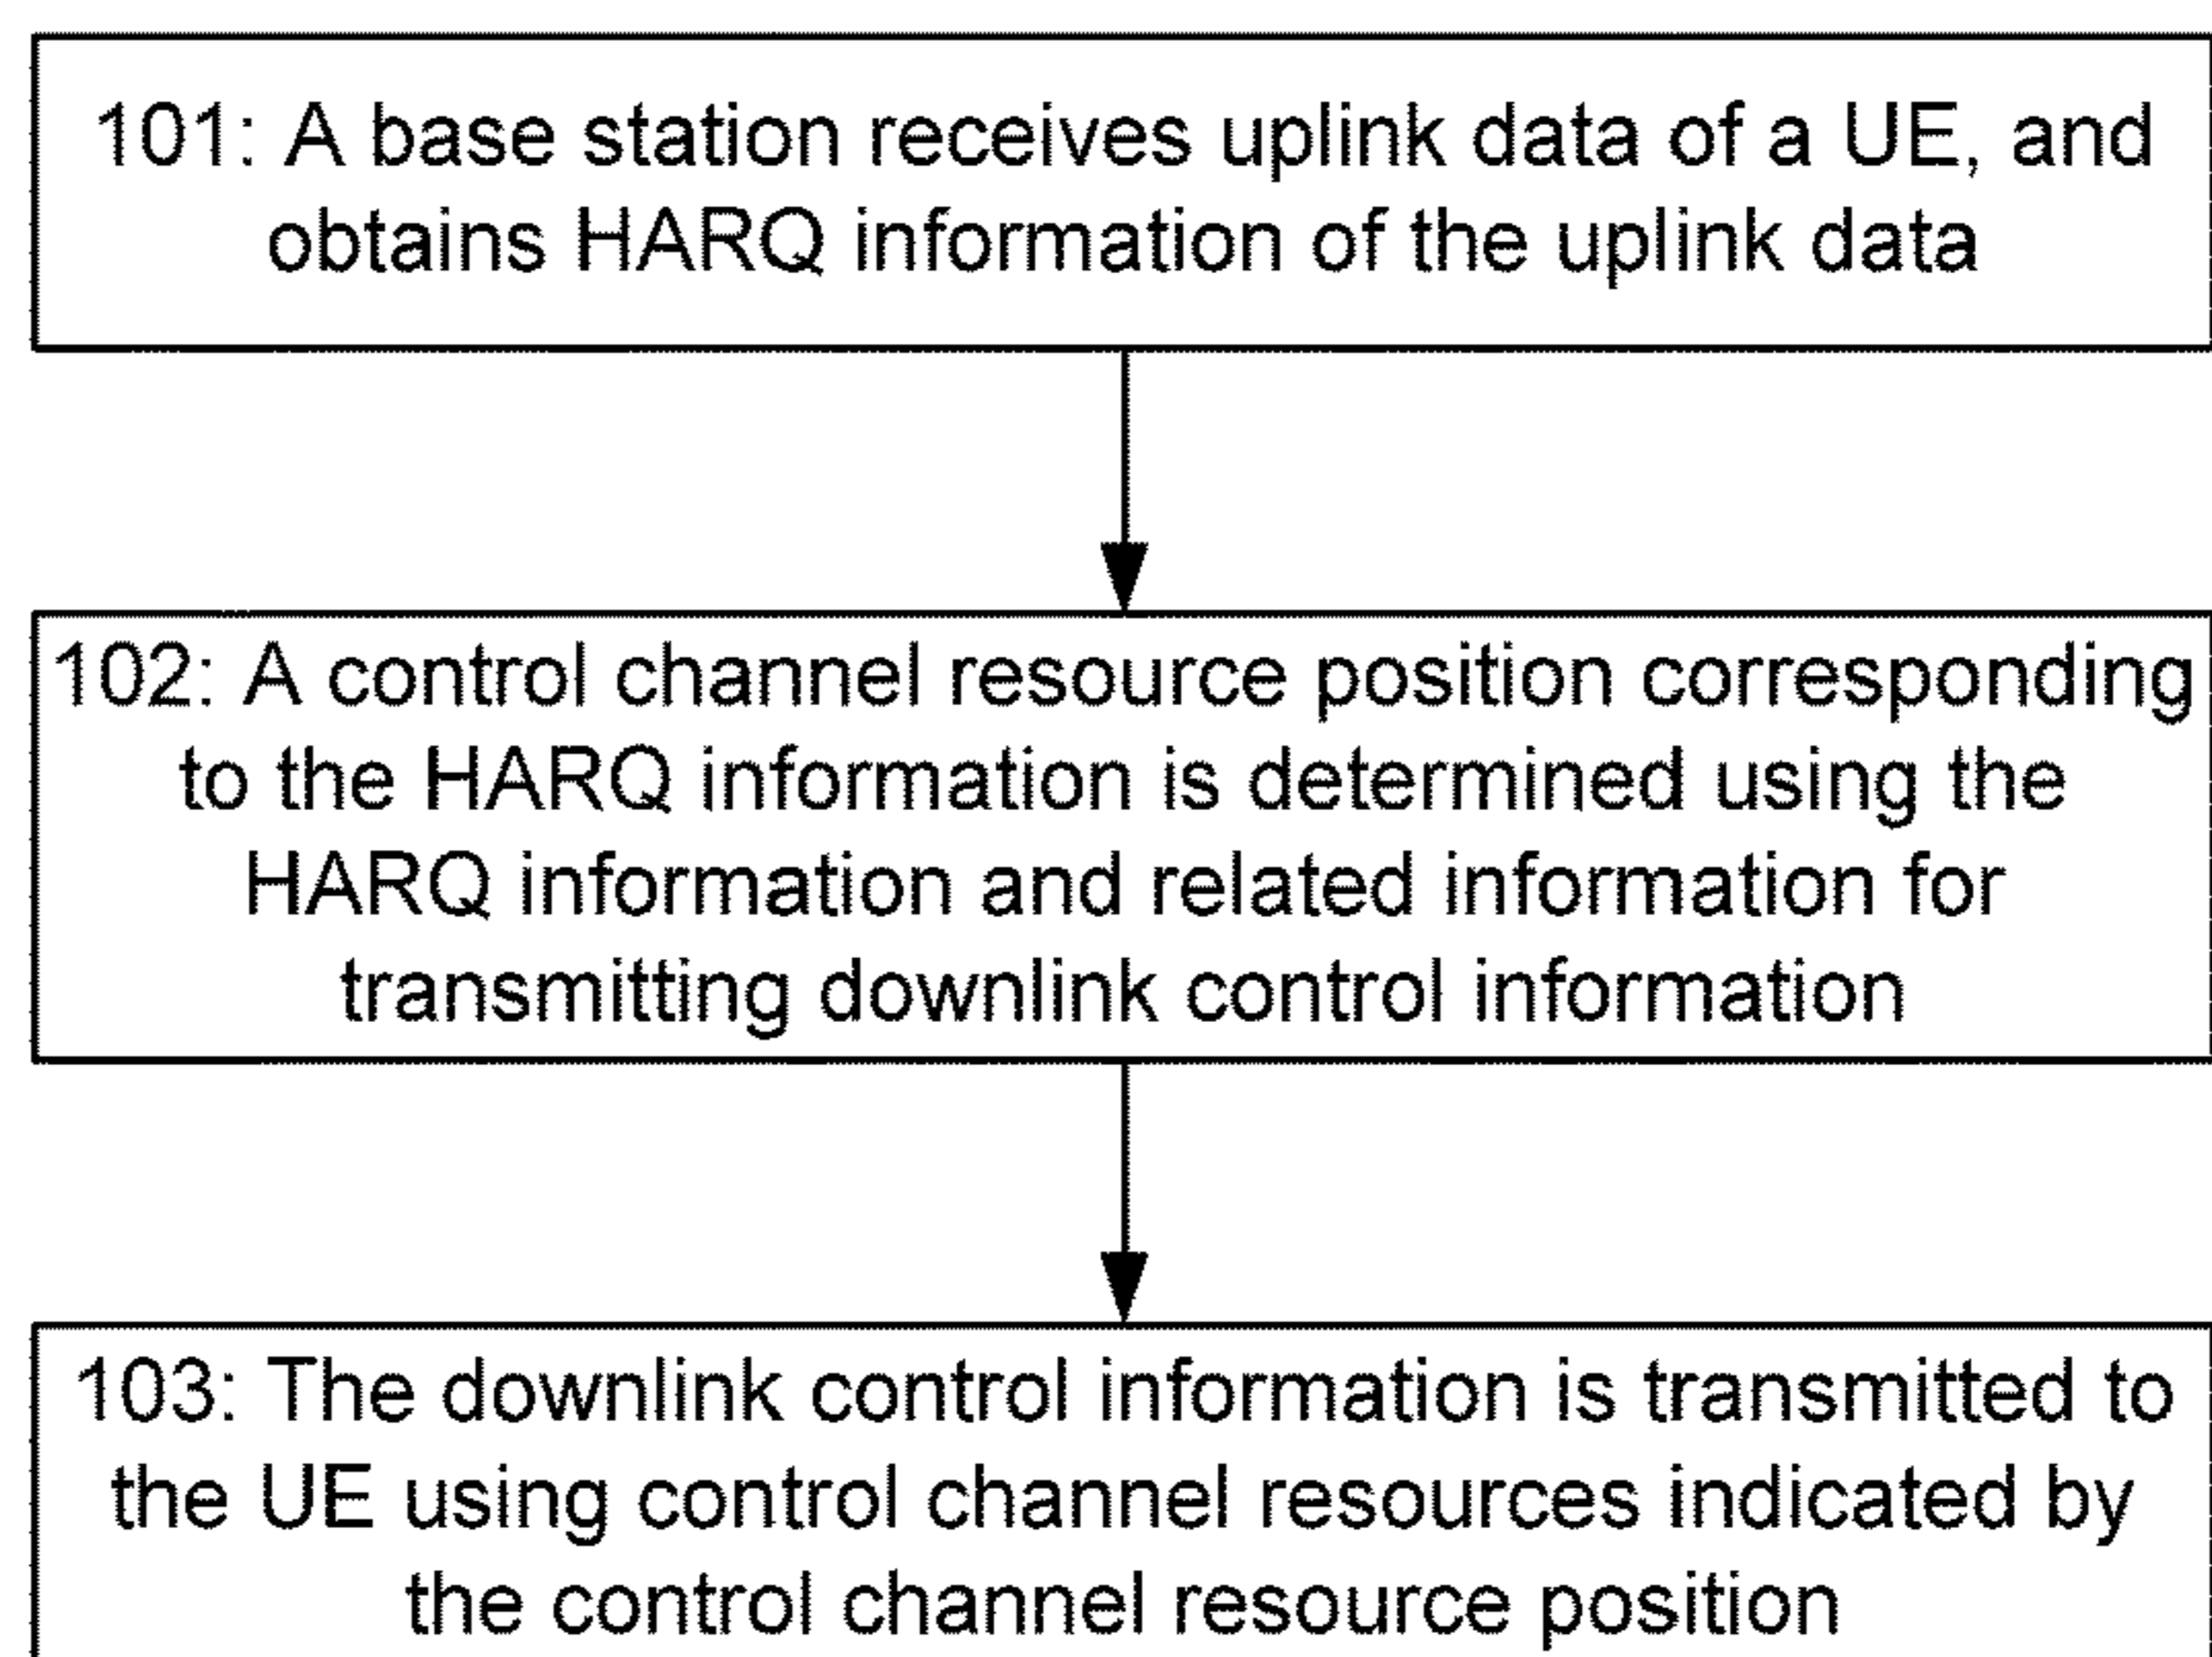 101: A base station receives uplink data of a UE, and
obtains HARQ information of the uplink data
102: A control channel resource position corresponding
to the HARQ information is determined using the
HARQ information and related information for
transmitting downlink control information
103: The downlink control information is transmitted to
the UE using control channel resources indicated by
the control channel resource position